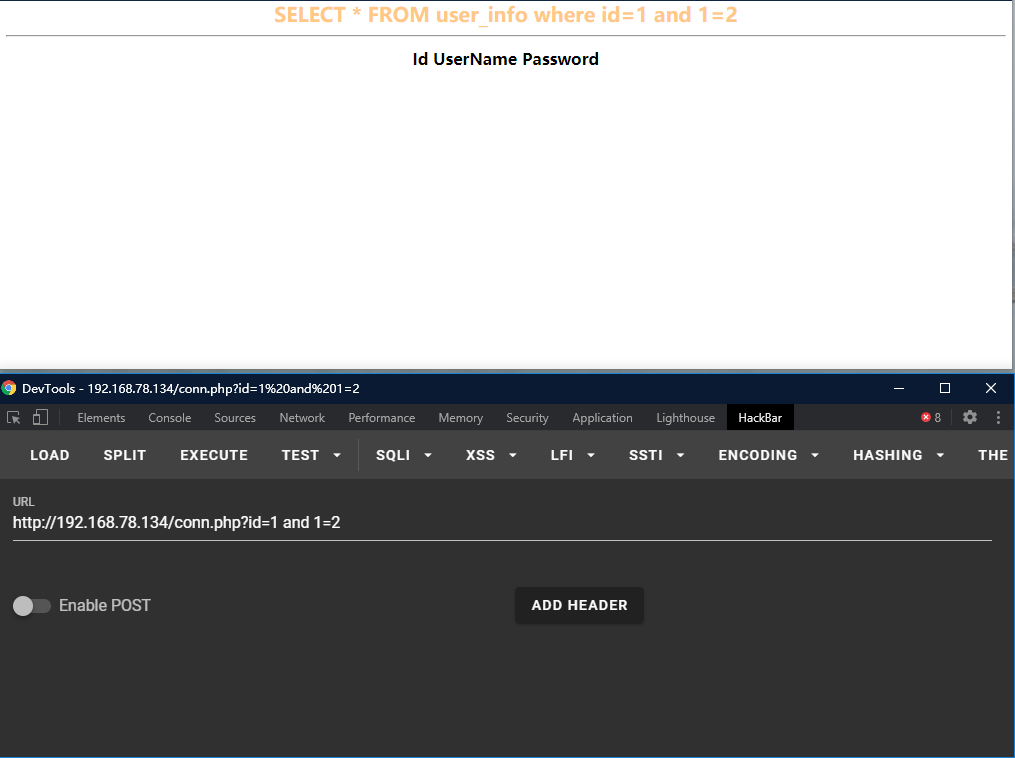 SELECT * FROM user_info where id=1 and 1=2
Id UserName Password
DevTools - 192.168.78.134/conn.php?id=1%20and%201=2
Elements Console Sources Network Performance Memory Security Application Lighthouse HackBar 8
LOAD SPLIT EXECUTE TEST SQLI XSS LFI SSTI ENCODING HASHING THE
URL
http://192.168.78.134/conn.php?id=1 and 1=2
Enable POST ADD HEADER